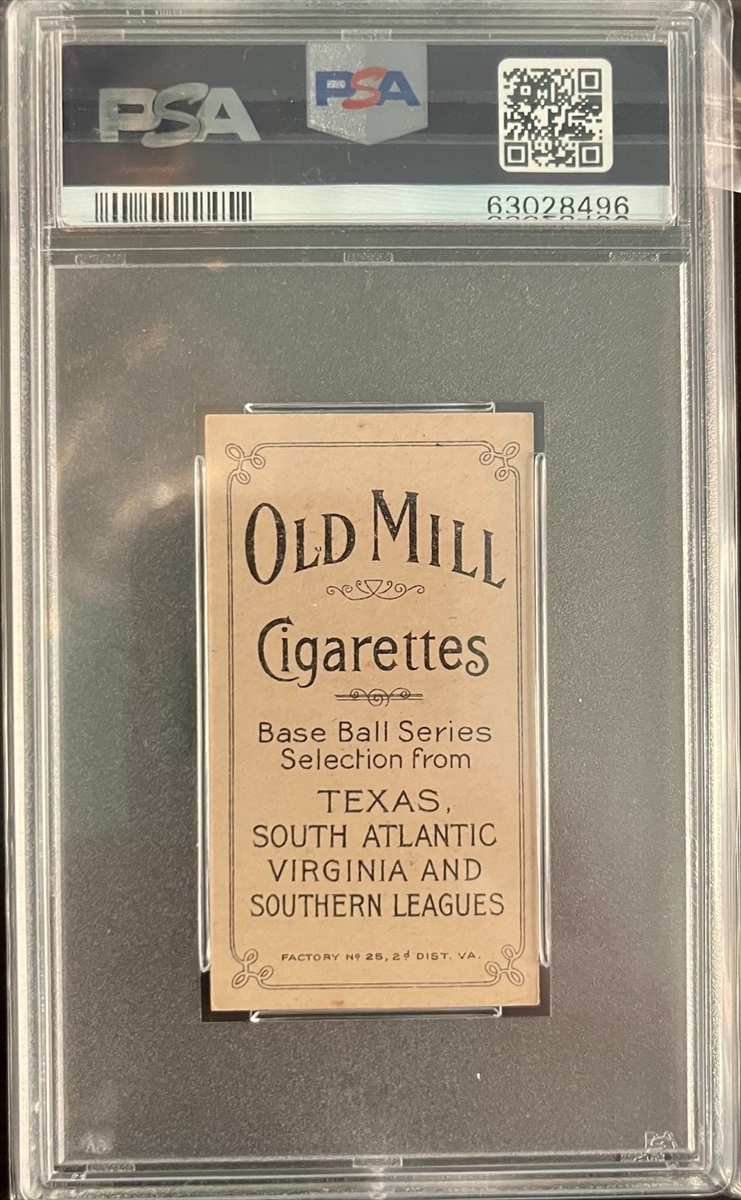 PSA PSA
63028496
OLD MILL
Cigarettes
Base Ball Series
Selection from
TEXAS,
SOUTH ATLANTIC
VIRGINIA AND
SOUTHERN LEAGUES
FACTORY Nº 25, 2d DIST. VA.
PSA